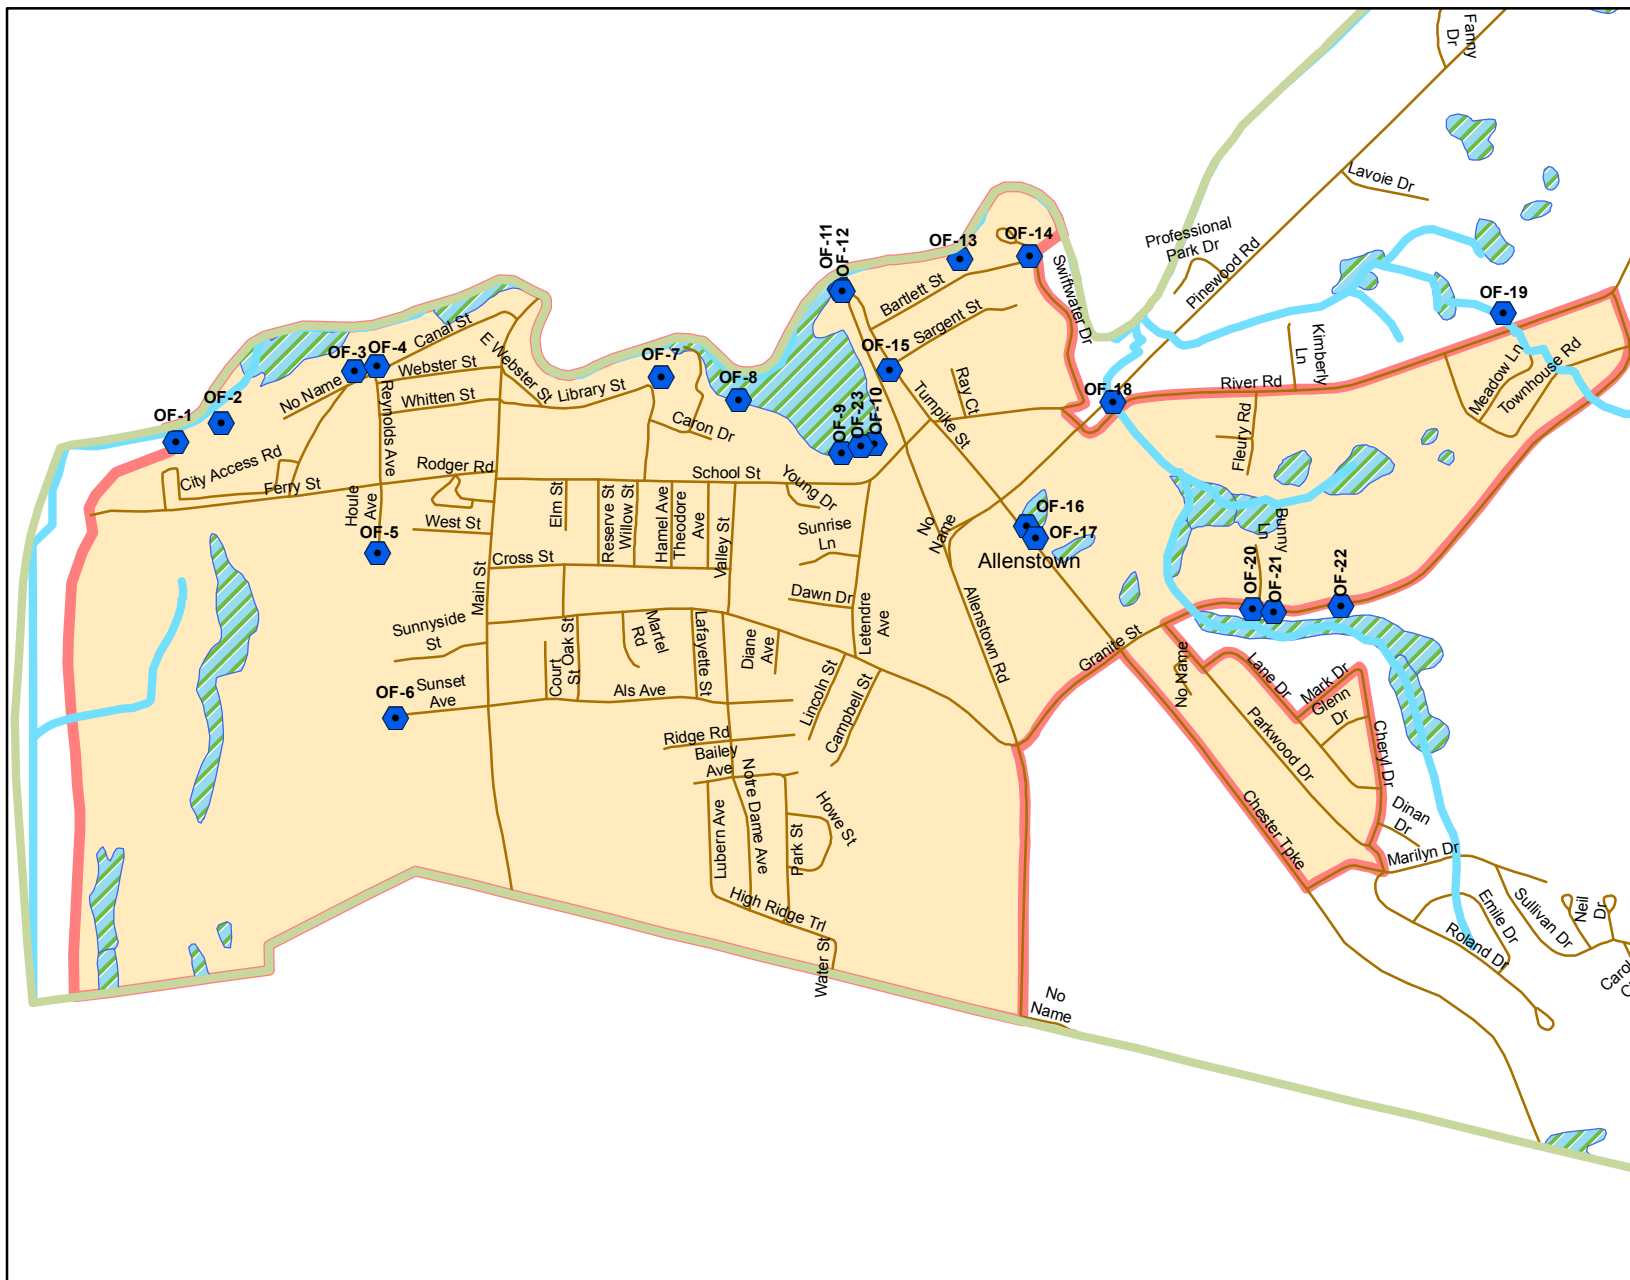 Fanny
Dr
Lavoie Dr
Professional
Park Dr
Pinewood Rd
OF-11
OF-12
OF-13
OF-14
Swiftwater Dr
Bartlett St
Sargent St
OF-19
Kimberly
Ln
Meadow Ln
Townhouse Rd
River Rd
Canal St
E Webster St
OF-3
OF-4
Webster St
No Name
Reynolds Ave
Whitten St
OF-7
Library St
OF-8
Caron Dr
OF-15
Turnpike St
Ray Ct
OF-18
Fleury Rd
OF-1
OF-2
City Access Rd
Ferry St
Rodger Rd
School St
Young Dr
OF-9
OF-23
OF-10
Houle
Ave
OF-5
West St
Elm St
Reserve St
Willow St
Hamel Ave
Theodore
Ave
Valley St
Sunrise
Ln
No
Name
OF-16
OF-17
Allenstown
Bunny
Ln
Cross St
Main St
Dawn Dr
Letendre
Ave
Allenstown Rd
OF-20
OF-21
OF-22
Sunnyside
St
Court
St
Oak St
Martel
Rd
Lafayette St
Diane
Ave
Granite St
No Name
Lane Dr
Mark Dr
Glenn
Dr
OF-6
Sunset
Ave
Als Ave
Lincoln St
Campbell St
Parkwood Dr
Cheryl Dr
Ridge Rd
Bailey
Ave
Notre Dame Ave
Lubern Ave
Park St
Howe St
Chester Tpke
Dinan
Dr
Marilyn Dr
High Ridge Trl
Water St
Emile Dr
Sullivan Dr
Neil
Dr
Roland Dr
Carol
No
Name